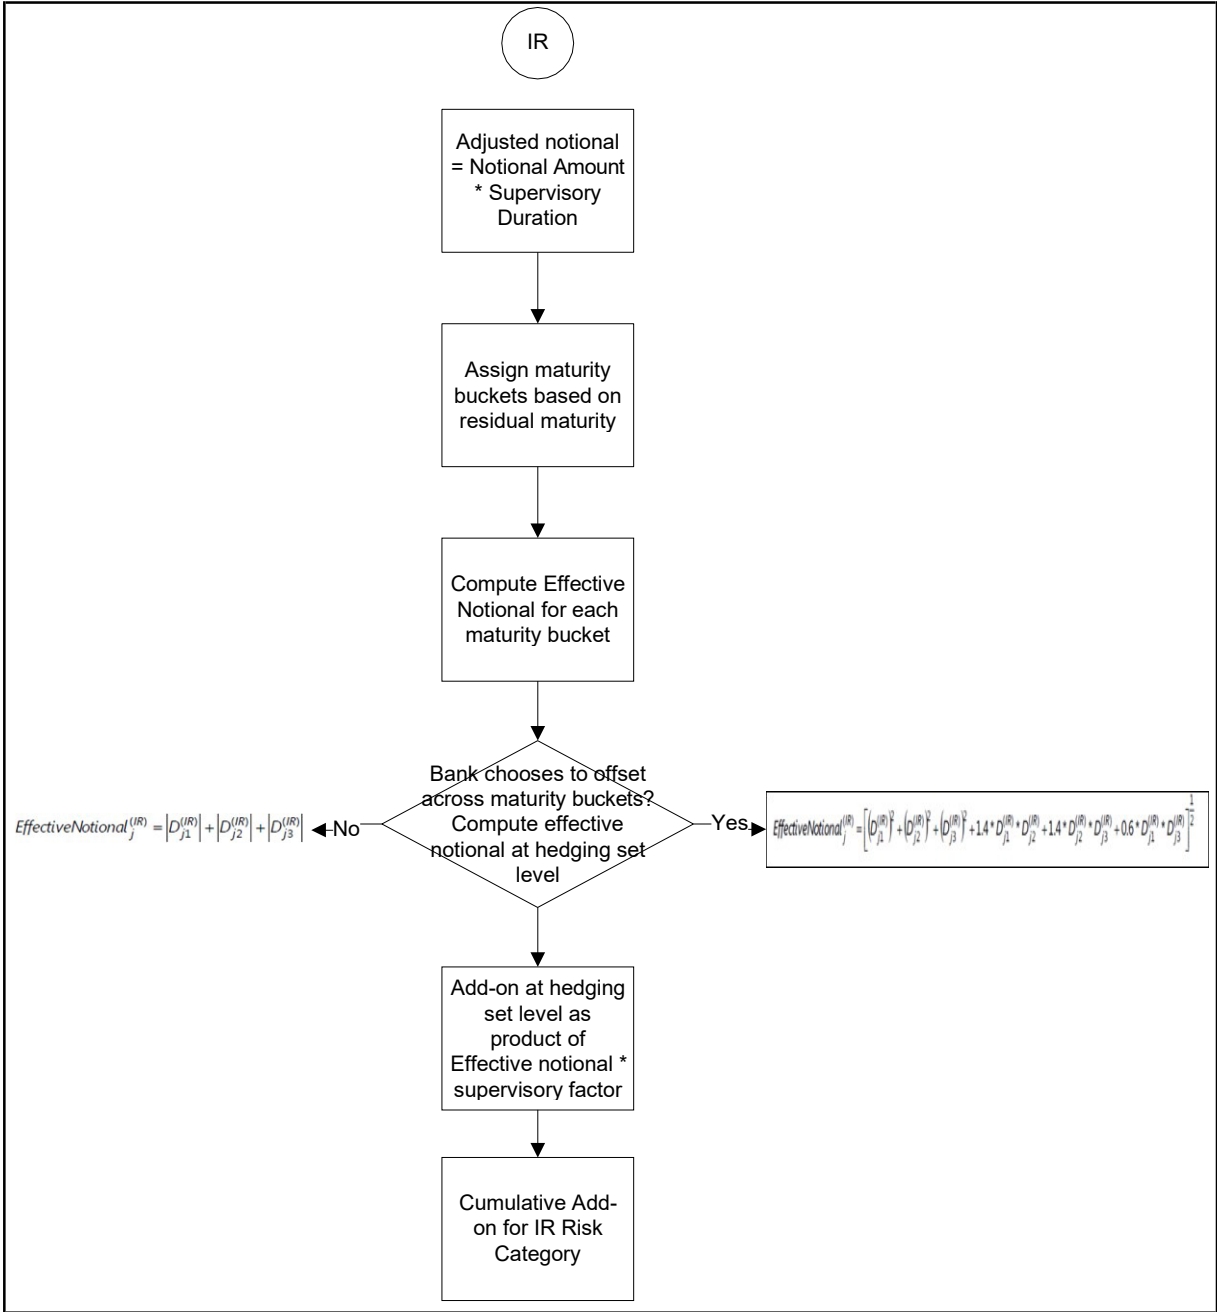 IR
Adjusted notional
= Notional Amount
* Supervisory
Duration
Assign maturity
buckets based on
residual maturity
Compute Effective
Notional for each
maturity bucket
Bank chooses to offset
across maturity buckets?
Compute effective
notional at hedging set
level
EffectiveNotional_j^(IR) = |D_j1^(IR)| + |D_j2^(IR)| + |D_j3^(IR)|
No
Yes
EffectiveNotional_j^(IR) = [(D_j1^(IR))^2 + (D_j2^(IR))^2 + (D_j3^(IR))^2 + 1.4 * D_j1^(IR) * D_j2^(IR) + 1.4 * D_j2^(IR) * D_j3^(IR) + 0.6 * D_j1^(IR) * D_j3^(IR)]^(1/2)
Add-on at hedging
set level as
product of
Effective notional *
supervisory factor
Cumulative Add-
on for IR Risk
Category